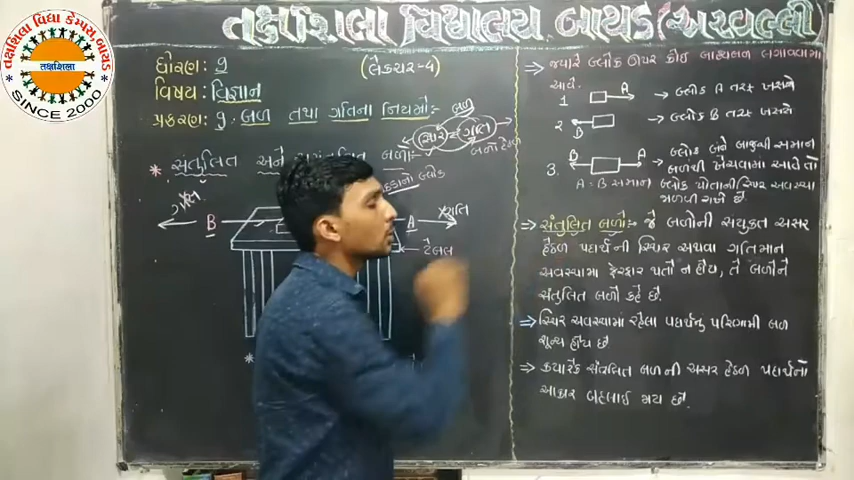 તક્ષશિલા વિદ્યાલય બાયડ(અરવલ્લી)
તક્ષશિલા વિદ્યા કેમ્પસ બાયડ
તક્ષશિલા
SINCE 2000
ધોરણ: 9
(લેક્ચર-4)
વિષય: વિજ્ઞાન
પ્રકરણ: 9. બળ તથા ગતિના નિયમો:-
બળ
ગતિ
* સંતુલિત અને બળો:-
બ્લોક
B
A
ગતિ
ટેબલ
*
⇒ જ્યારે બ્લોક ઉપર કોઈ બાહ્યબળ લગાવવામાં
આવે.
1 A → બ્લોક A તરફ ખસશે
2 B → બ્લોક B તરફ ખસશે
3. B A → બ્લોક બંને બાજુથી સમાન
બળથી ખેંચવામાં આવે તો
A = B સમાન બ્લોક પોતાની સ્થિર અવસ્થા
જાળવી રાખે છે
⇒ સંતુલિત બળો:- જે બળોની સંયુક્ત અસર
હેઠળ પદાર્થની સ્થિર અથવા ગતિમાન
અવસ્થામાં ફેરફાર થતો ન હોય, તે બળોને
સંતુલિત બળો કહે છે.
⇒ સ્થિર અવસ્થામાં રહેલા પદાર્થનું પરિણામી બળ
શૂન્ય હોય છે
⇒ ક્યારેક સંતુલિત બળની અસર હેઠળ પદાર્થનો
આકાર બદલાઈ જાય છે.